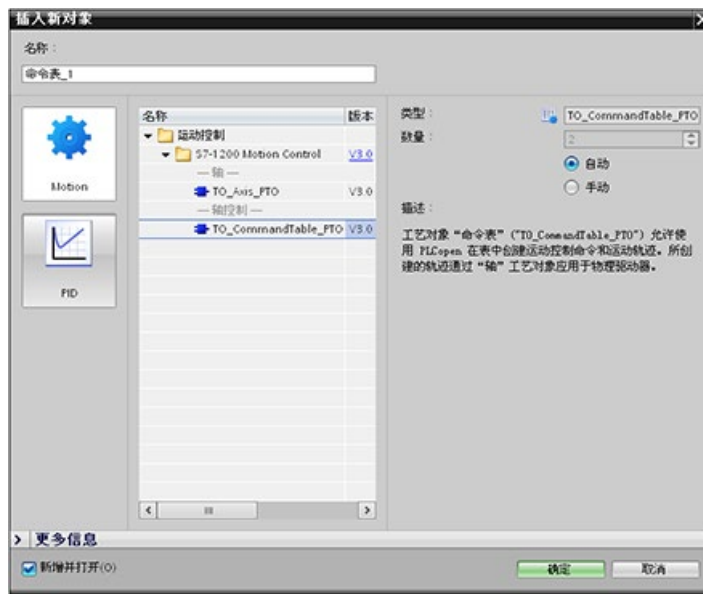 插入新对象
名称：
命令表_1
Motion
PID
名称 版本
运动控制
S7-1200 Motion Control V3.0
— 轴 —
TO_Axis_PTO V3.0
— 轴控制 —
TO_CommandTable_PTO V3.0
类型： TO_CommandTable_PTO
数量： 2
自动
手动
描述：
工艺对象 “命令表” ("TO_CommandTable_PTO") 允许使
用 PLCopen 在表中创建运动控制命令和运动轨迹。所创
建的轨迹通过 “轴” 工艺对象应用于物理驱动器。
更多信息
新增并打开(O)
确定 取消